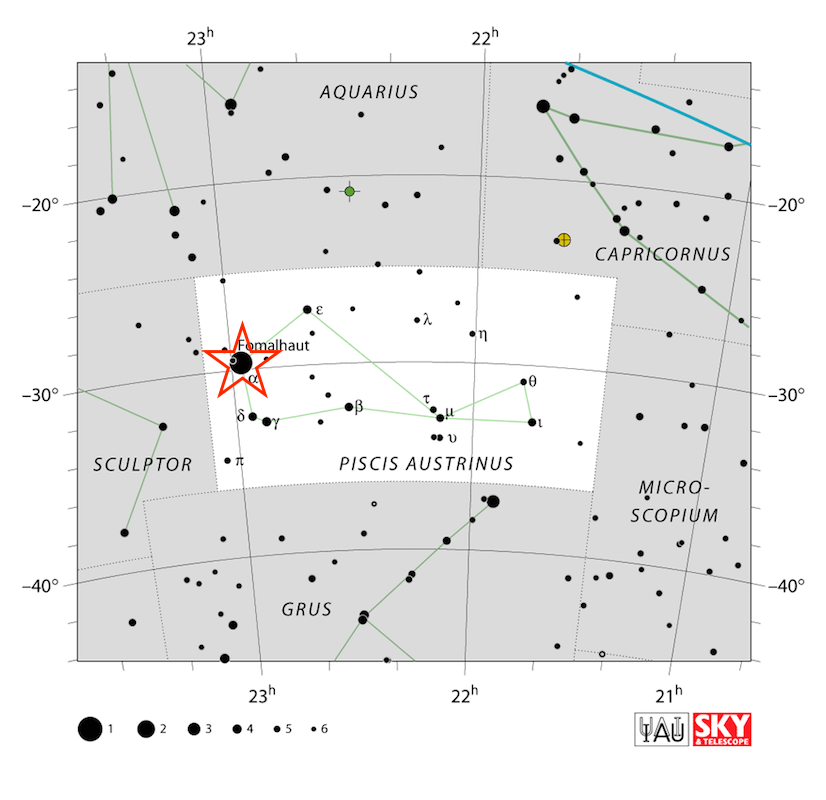 23h 22h
AQUARIUS
-20° -20°
CAPRICORNUS
ε
λ
η
Fomalhaut
α
θ
-30° -30°
τ
β
μ
δ
γ
ι
υ
π
SCULPTOR
PISCIS AUSTRINUS
MICRO-
SCOPIUM
-40° -40°
GRUS
23h 22h 21h
1 2 3 4 5 6
IAU
SKY
& TELESCOPE